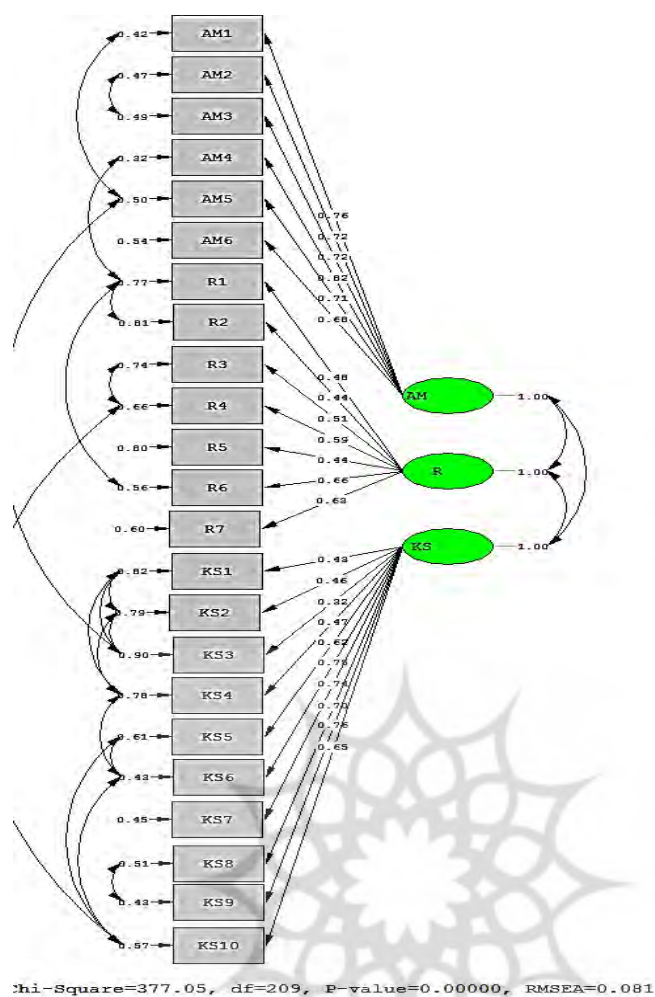 0.42 AM1
0.47 AM2
0.49 AM3
0.32 AM4
0.50 AM5
0.54 AM6
0.77 R1
0.81 R2
0.74 R3
0.66 R4
0.80 R5
0.56 R6
0.60 R7
0.82 KS1
0.79 KS2
0.90 KS3
0.78 KS4
0.61 KS5
0.43 KS6
0.45 KS7
0.51 KS8
0.43 KS9
0.57 KS10
0.76
0.72
0.72
0.82
0.71
0.68
0.48
0.44
0.51
0.59
0.44
0.66
0.63
0.43
0.46
0.32
0.47
0.62
0.75
0.74
0.70
0.76
0.65
AM 1.00
R 1.00
KS 1.00
Chi-Square=377.05, df=209, P-value=0.00000, RMSEA=0.081